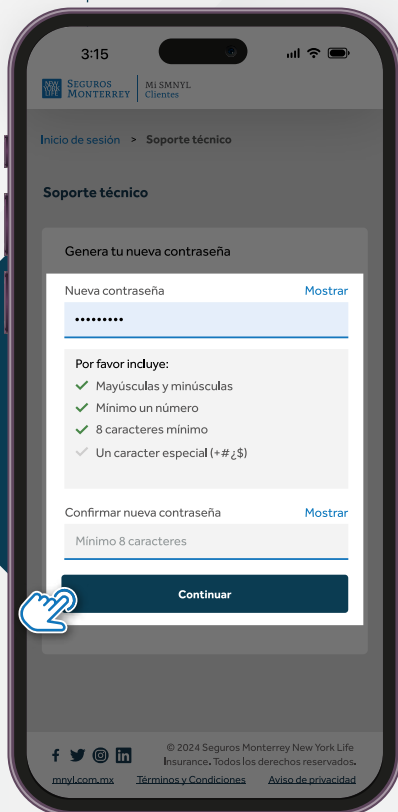 3:15
NEW YORK LIFE
SEGUROS MONTERREY
Mi SMNYL Clientes
Inicio de sesión > Soporte técnico
Soporte técnico
Genera tu nueva contraseña
Nueva contraseña Mostrar
•••••••••
Por favor incluye:
Mayúsculas y minúsculas
Mínimo un número
8 caracteres mínimo
Un caracter especial (+#¿$)
Confirmar nueva contraseña Mostrar
Mínimo 8 caracteres
Continuar
© 2024 Seguros Monterrey New York Life
Insurance. Todos los derechos reservados.
mnyl.com.mx Términos y Condiciones Aviso de privacidad